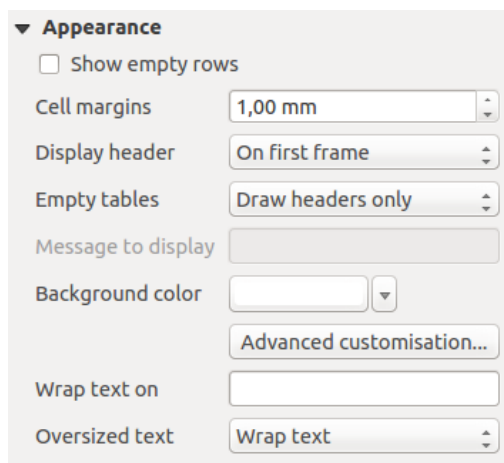 Appearance
Show empty rows
Cell margins 1,00 mm
Display header On first frame
Empty tables Draw headers only
Message to display
Background color
Advanced customisation...
Wrap text on
Oversized text Wrap text